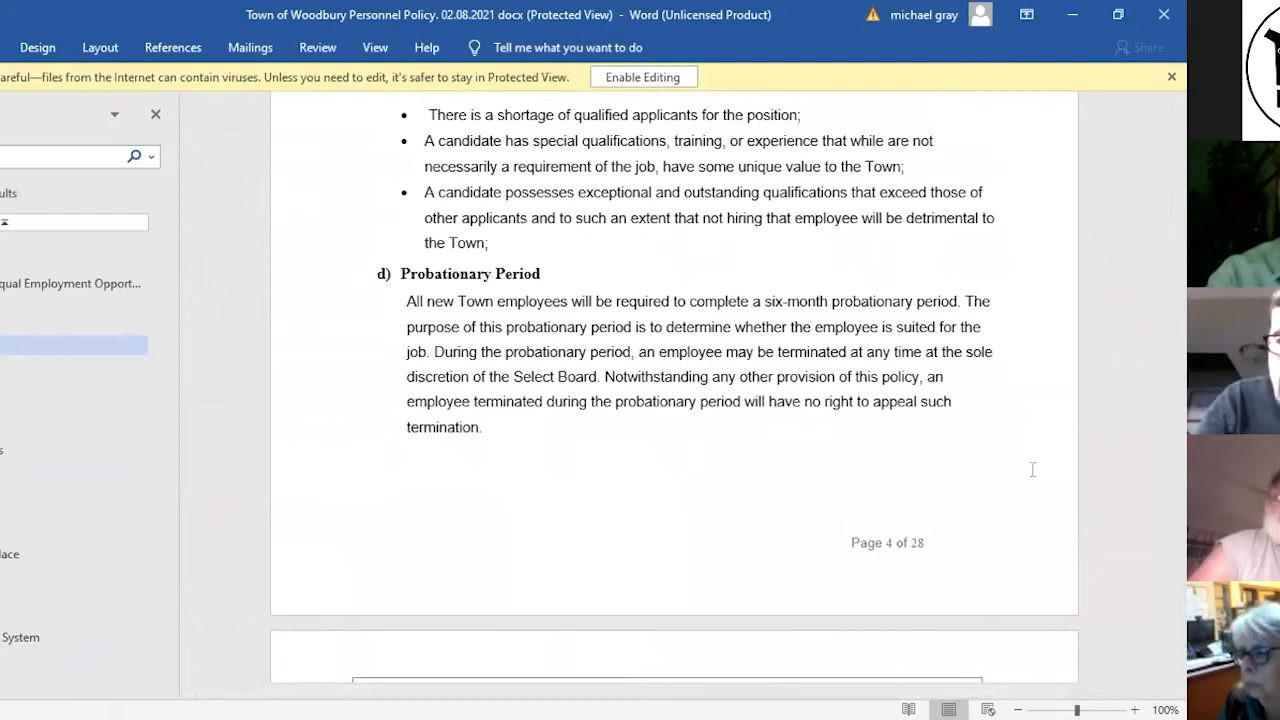 Town of Woodbury Personnel Policy. 02.08.2021 docx (Protected View) - Word (Unlicensed Product)
michael gray
Design Layout References Mailings Review View Help Tell me what you want to do Share
areful—files from the Internet can contain viruses. Unless you need to edit, it's safer to stay in Protected View. Enable Editing
ults
qual Employment Opport...
s
lace
System
• There is a shortage of qualified applicants for the position;
• A candidate has special qualifications, training, or experience that while are not
necessarily a requirement of the job, have some unique value to the Town;
• A candidate possesses exceptional and outstanding qualifications that exceed those of
other applicants and to such an extent that not hiring that employee will be detrimental to
the Town;
d) Probationary Period
All new Town employees will be required to complete a six-month probationary period. The
purpose of this probationary period is to determine whether the employee is suited for the
job. During the probationary period, an employee may be terminated at any time at the sole
discretion of the Select Board. Notwithstanding any other provision of this policy, an
employee terminated during the probationary period will have no right to appeal such
termination.
Page 4 of 28
100%